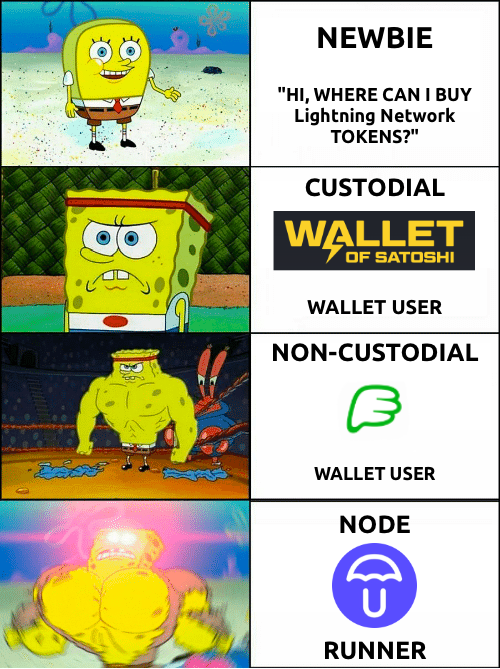 NEWBIE
"HI, WHERE CAN I BUY
Lightning Network
TOKENS?"
CUSTODIAL
WALLET
OF SATOSHI
WALLET USER
NON-CUSTODIAL
WALLET USER
NODE
RUNNER